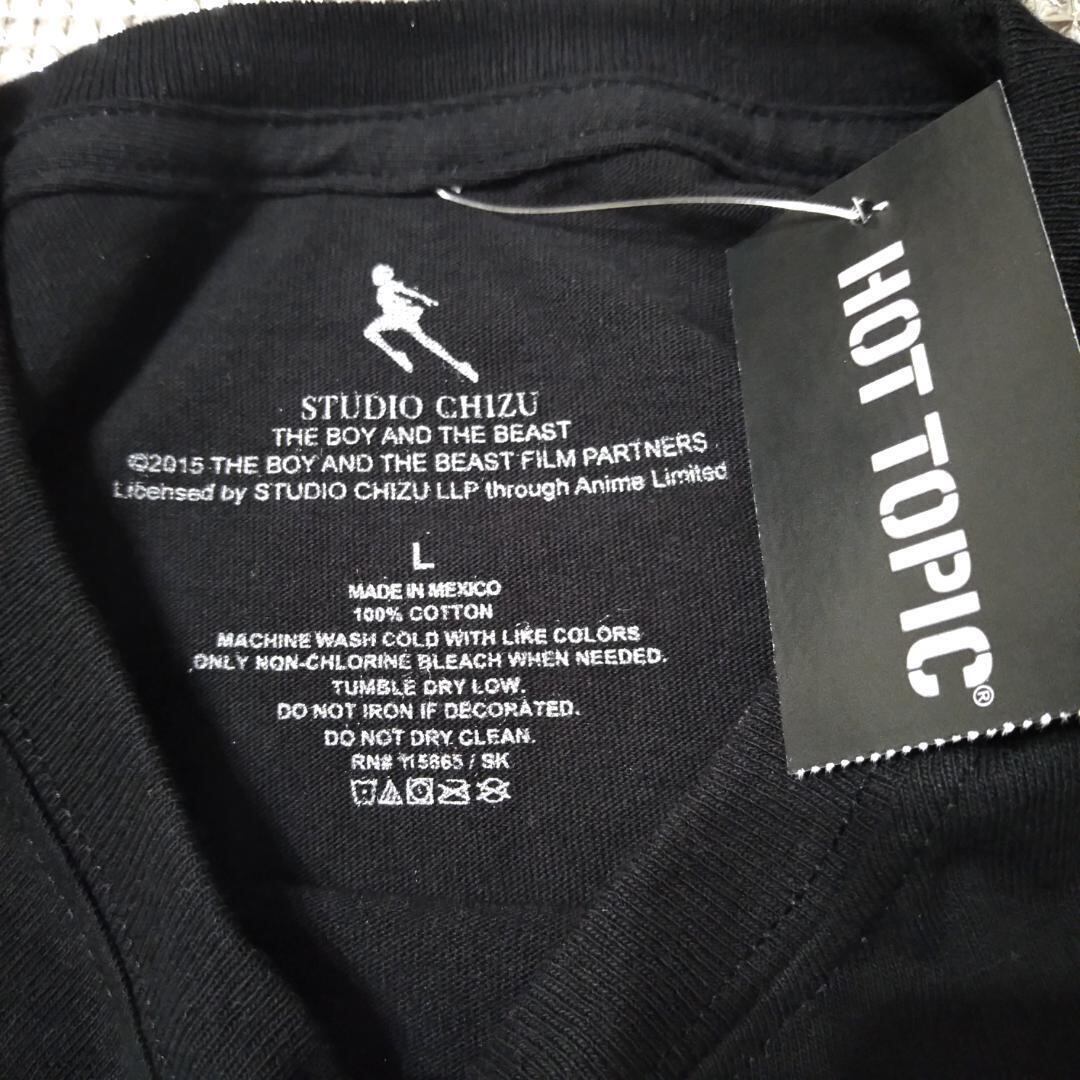 STUDIO CHIZU
THE BOY AND THE BEAST
©2015 THE BOY AND THE BEAST FILM PARTNERS
Licensed by STUDIO CHIZU LLP through Anime Limited
L
MADE IN MEXICO
100% COTTON
MACHINE WASH COLD WITH LIKE COLORS
ONLY NON-CHLORINE BLEACH WHEN NEEDED.
TUMBLE DRY LOW.
DO NOT IRON IF DECORATED.
DO NOT DRY CLEAN.
RN# 115865 / SK
HOT TOPIC®